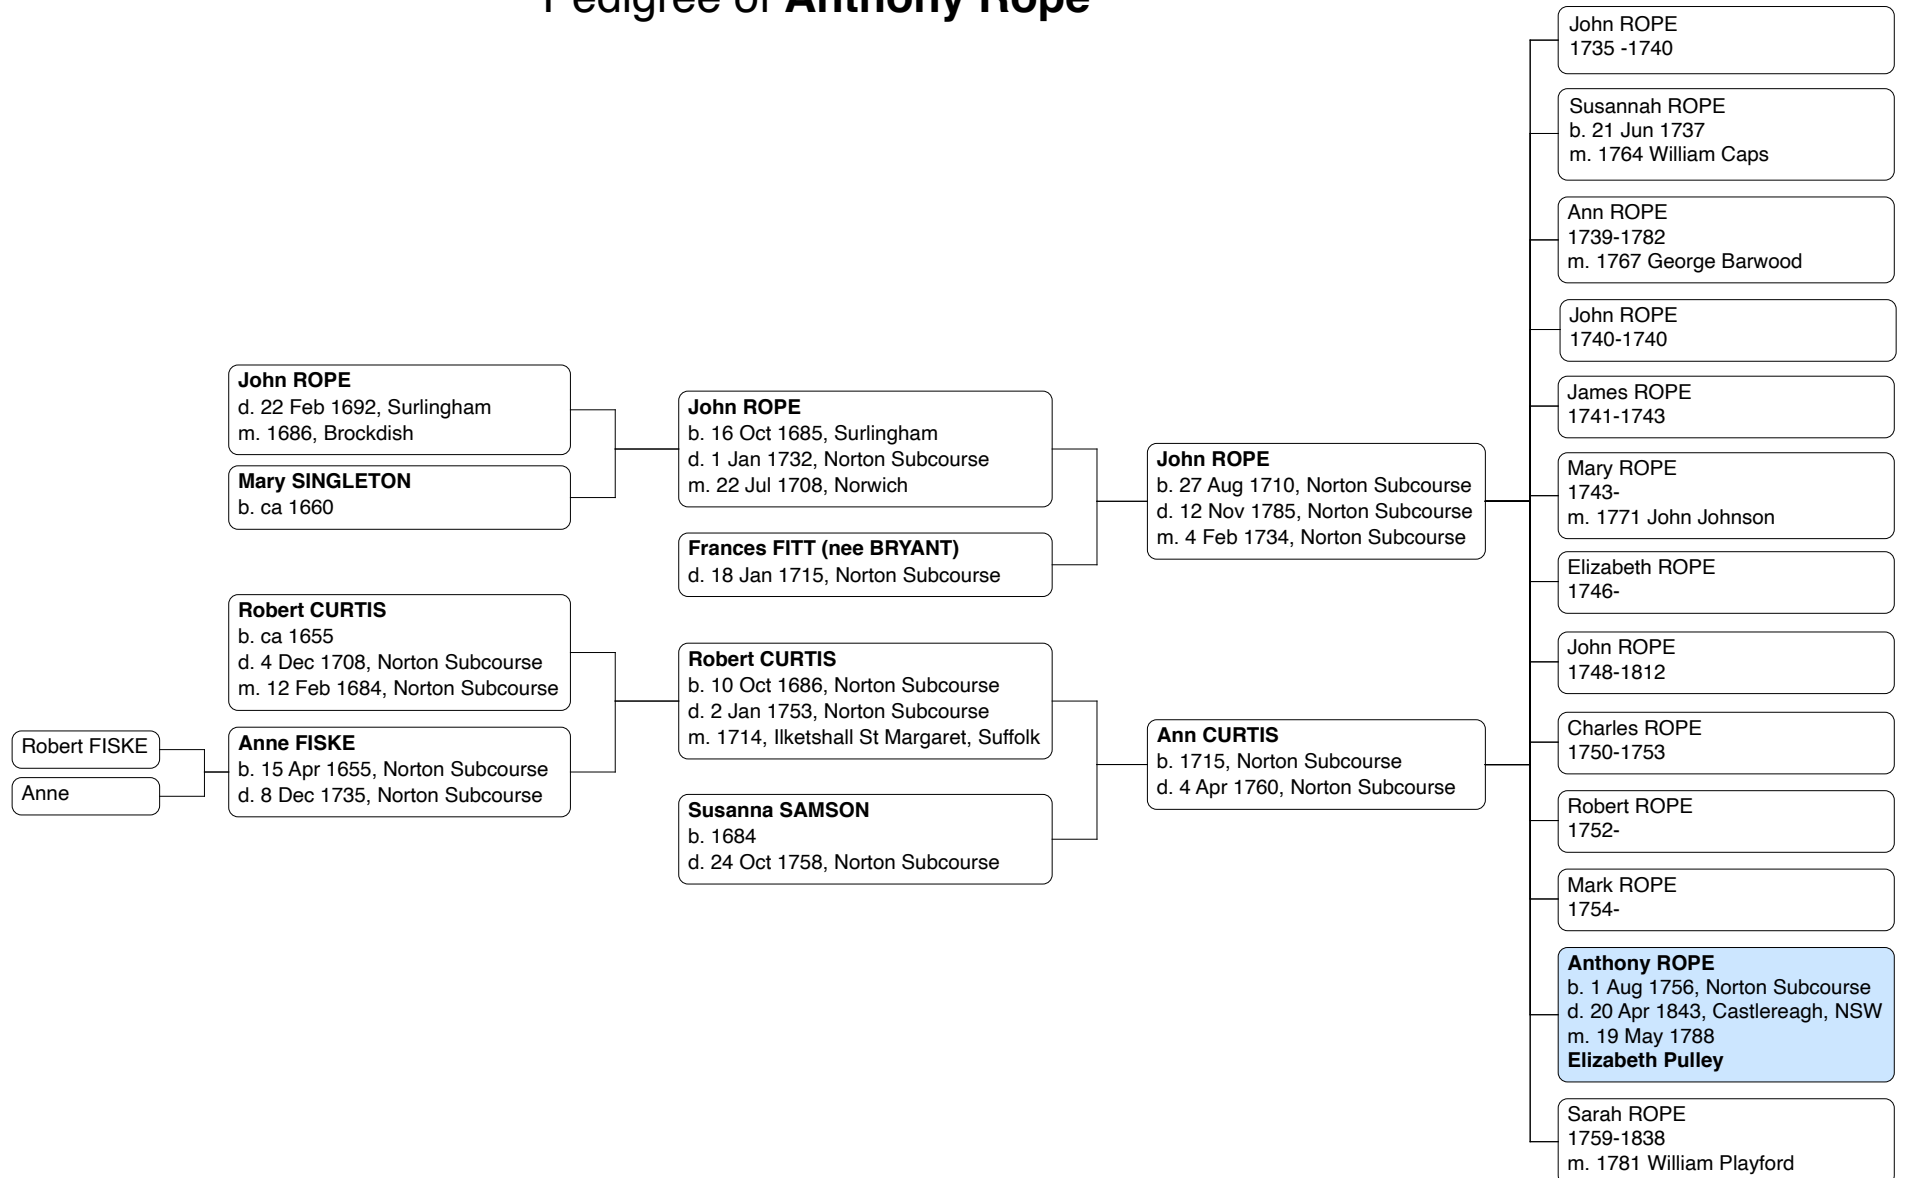 Pedigree of Anthony Rope
Robert FISKE
Anne
John ROPE
d. 22 Feb 1692, Surlingham
m. 1686, Brockdish
Mary SINGLETON
b. ca 1660
Robert CURTIS
b. ca 1655
d. 4 Dec 1708, Norton Subcourse
m. 12 Feb 1684, Norton Subcourse
Anne FISKE
b. 15 Apr 1655, Norton Subcourse
d. 8 Dec 1735, Norton Subcourse
John ROPE
b. 16 Oct 1685, Surlingham
d. 1 Jan 1732, Norton Subcourse
m. 22 Jul 1708, Norwich
Frances FITT (nee BRYANT)
d. 18 Jan 1715, Norton Subcourse
Robert CURTIS
b. 10 Oct 1686, Norton Subcourse
d. 2 Jan 1753, Norton Subcourse
m. 1714, Ilketshall St Margaret, Suffolk
Susanna SAMSON
b. 1684
d. 24 Oct 1758, Norton Subcourse
John ROPE
b. 27 Aug 1710, Norton Subcourse
d. 12 Nov 1785, Norton Subcourse
m. 4 Feb 1734, Norton Subcourse
Ann CURTIS
b. 1715, Norton Subcourse
d. 4 Apr 1760, Norton Subcourse
John ROPE
1735 -1740
Susannah ROPE
b. 21 Jun 1737
m. 1764 William Caps
Ann ROPE
1739-1782
m. 1767 George Barwood
John ROPE
1740-1740
James ROPE
1741-1743
Mary ROPE
1743-
m. 1771 John Johnson
Elizabeth ROPE
1746-
John ROPE
1748-1812
Charles ROPE
1750-1753
Robert ROPE
1752-
Mark ROPE
1754-
Anthony ROPE
b. 1 Aug 1756, Norton Subcourse
d. 20 Apr 1843, Castlereagh, NSW
m. 19 May 1788
Elizabeth Pulley
Sarah ROPE
1759-1838
m. 1781 William Playford